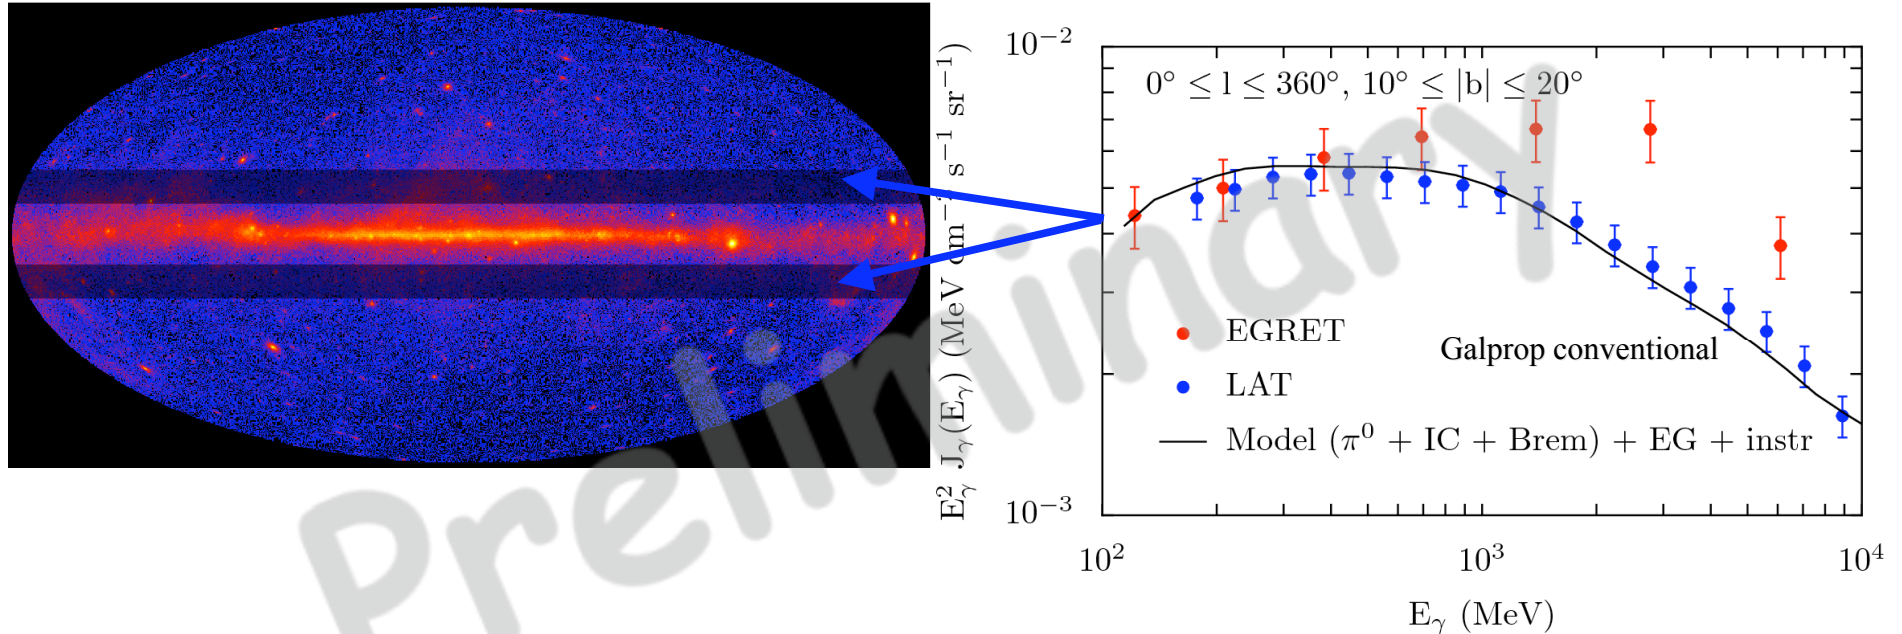 10⁻²
0° ≤ l ≤ 360°, 10° ≤ |b| ≤ 20°
E²γ Jγ(Eγ) (MeV cm⁻² s⁻¹ sr⁻¹)
EGRET
Galprop conventional
LAT
Model (π⁰ + IC + Brem) + EG + instr
10⁻³
10² 10³ 10⁴
Eγ (MeV)
Preliminary